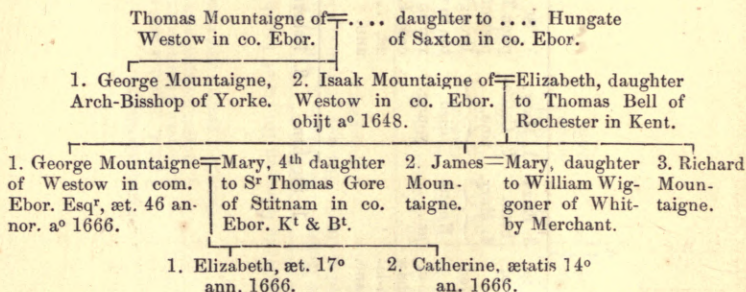 Thomas Mountaigne of .... daughter to .... Hungate
Westow in co. Ebor. of Saxton in co. Ebor.
1. George Mountaigne, 2. Isaak Mountaigne of Elizabeth, daughter
Arch-Bisshop of Yorke. Westow in co. Ebor. to Thomas Bell of
obijt aº 1648. Rochester in Kent.
1. George Mountaigne Mary, 4th daughter 2. James Mary, daughter 3. Richard
of Westow in com. to Sr Thomas Gore Moun- to William Wig- Moun-
Ebor. Esqr, æt. 46 an- of Stitnam in co. taigne. goner of Whit- taigne.
nor. aº 1666. Ebor. Kt & Bt. by Merchant.
1. Elizabeth, æt. 17º 2. Catherine, ætatis 14º
ann. 1666. an. 1666.